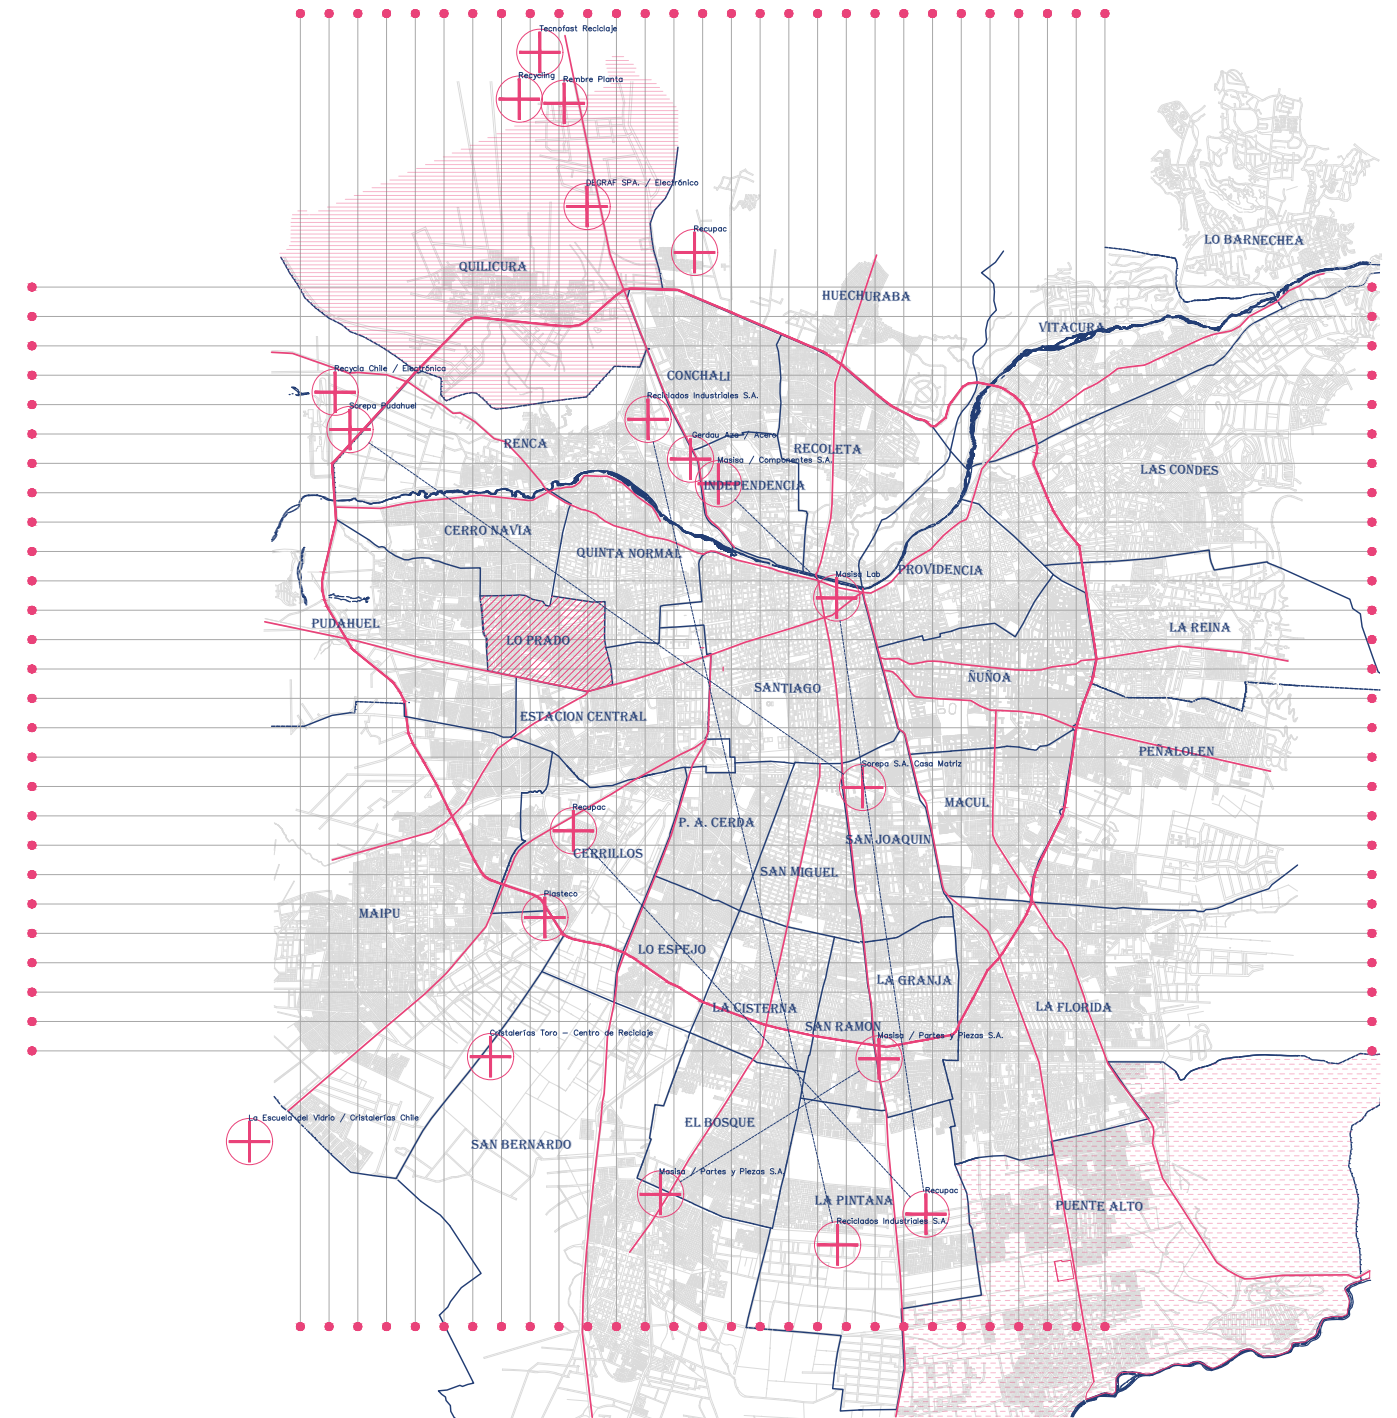 Tecnofast Reciclaje
Recycling
Rembre Planta
DEGRAF SPA. / Electrónico
Recupac
LO BARNECHEA
QUILICURA
HUECHURABA
VITACURA
Recycla Chile / Electrónico
CONCHALI
Reciclados Industriales S.A.
Sorepa Pudahuel
Gerdau Aza / Acero
RENCA
RECOLETA
Masisa / Componentes S.A.
LAS CONDES
INDEPENDENCIA
CERRO NAVIA
QUINTA NORMAL
PROVIDENCIA
Masisa Lab
PUDAHUEL
LO PRADO
LA REINA
ÑUÑOA
SANTIAGO
ESTACION CENTRAL
PEÑALOLEN
Sorepa S.A. Casa Matriz
MACUL
Recupac
P. A. CERDA
SAN JOAQUIN
CERRILLOS
SAN MIGUEL
Plasteco
MAIPU
LO ESPEJO
LA GRANJA
LA CISTERNA
LA FLORIDA
SAN RAMON
Cristalerías Toro - Centro de Reciclaje
Masisa / Partes y Piezas S.A.
La Escuela del Vidrio / Cristalerías Chile
EL BOSQUE
SAN BERNARDO
Masisa / Partes y Piezas S.A.
Recupac
LA PINTANA
PUENTE ALTO
Reciclados Industriales S.A.